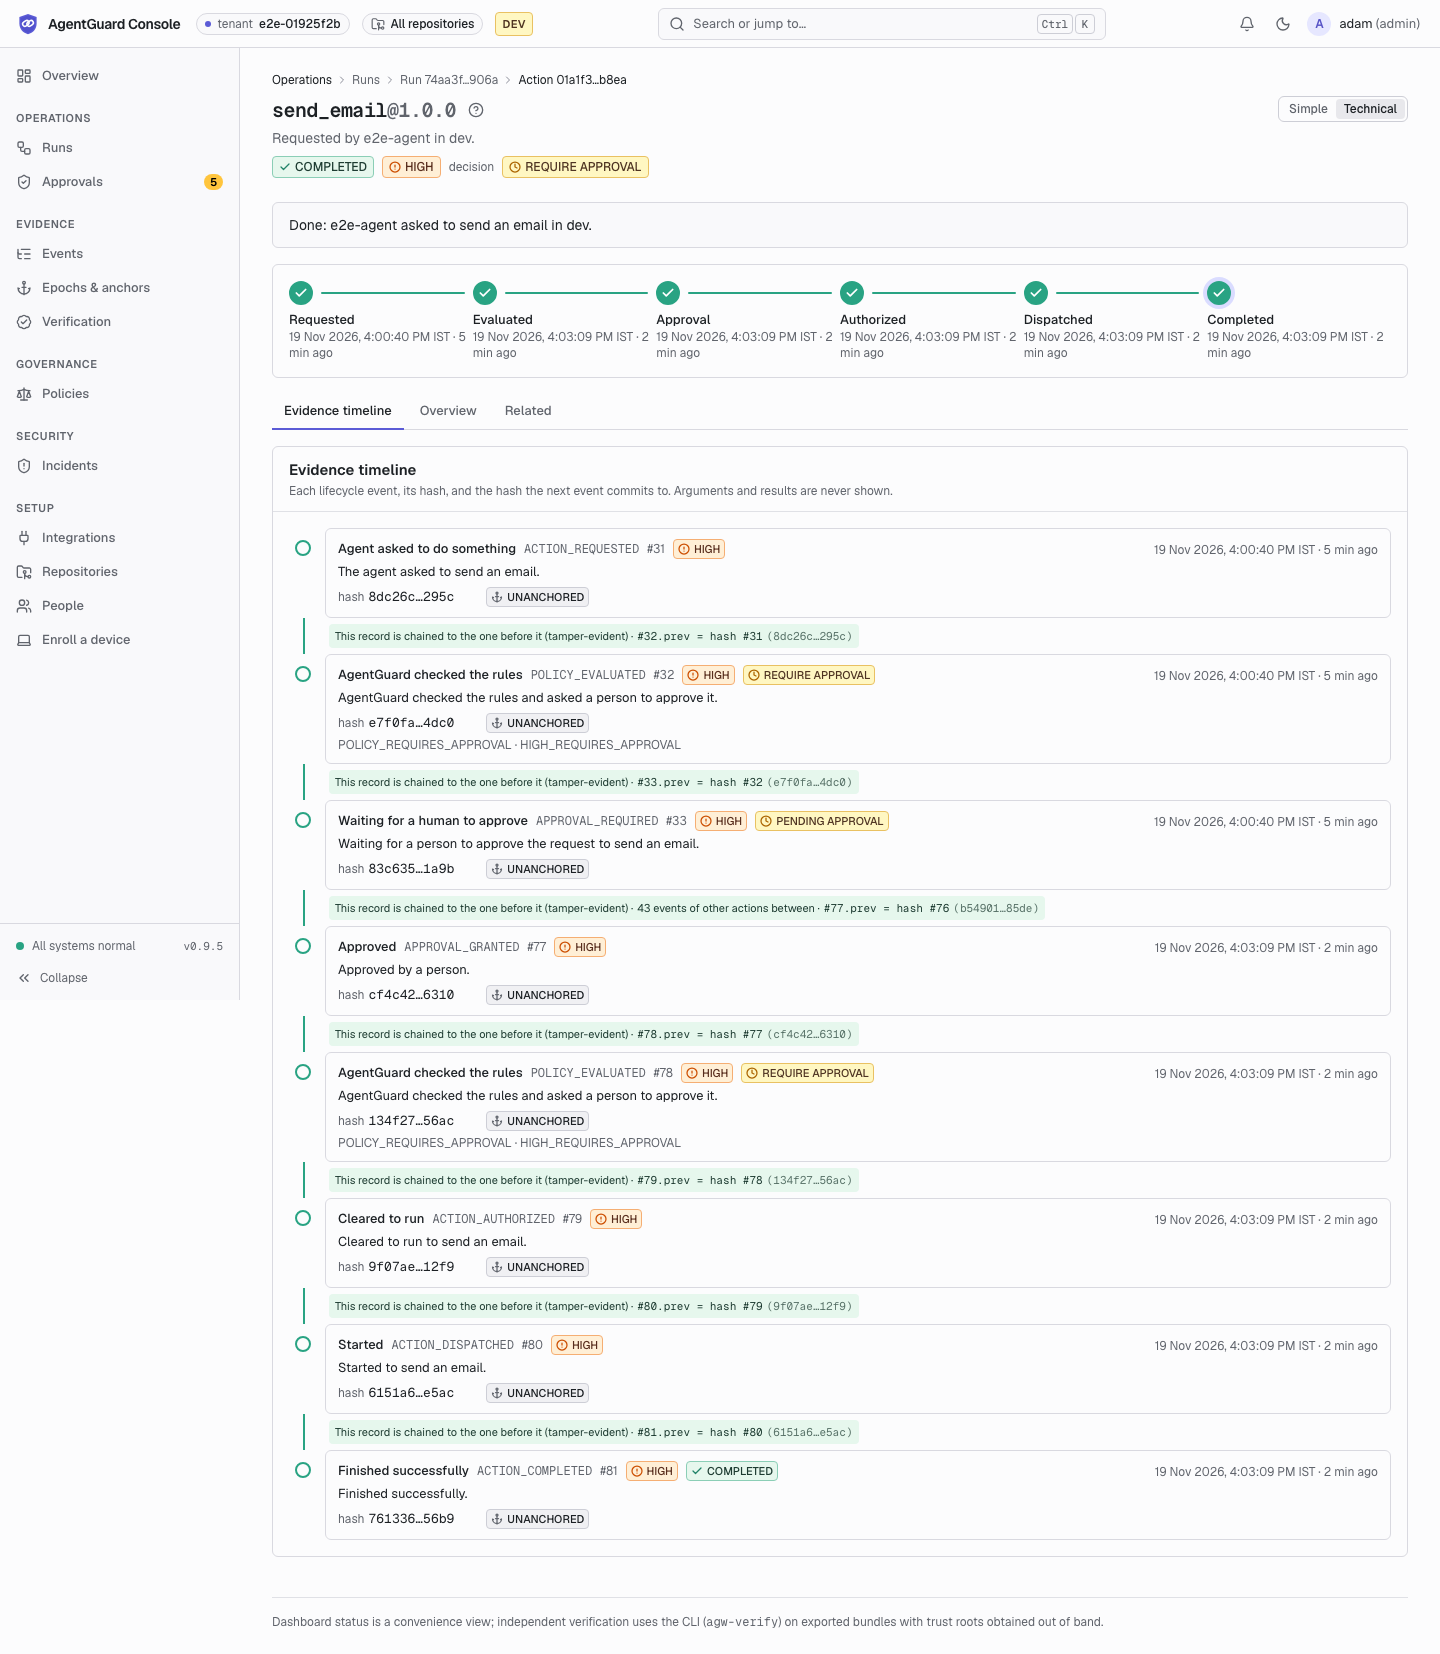 AgentGuard Console
tenant e2e-01925f2b
All repositories
DEV
Search or jump to…
Ctrl K
A
adam (admin)
Overview
OPERATIONS
Runs
Approvals 5
EVIDENCE
Events
Epochs & anchors
Verification
GOVERNANCE
Policies
SECURITY
Incidents
SETUP
Integrations
Repositories
People
Enroll a device
All systems normal v0.9.5
Collapse
Operations > Runs > Run 74aa3f…906a > Action 01a1f3…b8ea
send_email@1.0.0
Simple Technical
Requested by e2e-agent in dev.
COMPLETED HIGH decision REQUIRE APPROVAL
Done: e2e-agent asked to send an email in dev.
Requested
19 Nov 2026, 4:00:40 PM IST · 5
min ago
Evaluated
19 Nov 2026, 4:03:09 PM IST · 2
min ago
Approval
19 Nov 2026, 4:03:09 PM IST · 2
min ago
Authorized
19 Nov 2026, 4:03:09 PM IST · 2
min ago
Dispatched
19 Nov 2026, 4:03:09 PM IST · 2
min ago
Completed
19 Nov 2026, 4:03:09 PM IST · 2
min ago
Evidence timeline Overview Related
Evidence timeline
Each lifecycle event, its hash, and the hash the next event commits to. Arguments and results are never shown.
Agent asked to do something ACTION_REQUESTED #31 HIGH 19 Nov 2026, 4:00:40 PM IST · 5 min ago
The agent asked to send an email.
hash 8dc26c…295c UNANCHORED
This record is chained to the one before it (tamper-evident) · #32.prev = hash #31 (8dc26c…295c)
AgentGuard checked the rules POLICY_EVALUATED #32 HIGH REQUIRE APPROVAL 19 Nov 2026, 4:00:40 PM IST · 5 min ago
AgentGuard checked the rules and asked a person to approve it.
hash e7f0fa…4dc0 UNANCHORED
POLICY_REQUIRES_APPROVAL · HIGH_REQUIRES_APPROVAL
This record is chained to the one before it (tamper-evident) · #33.prev = hash #32 (e7f0fa…4dc0)
Waiting for a human to approve APPROVAL_REQUIRED #33 HIGH PENDING APPROVAL 19 Nov 2026, 4:00:40 PM IST · 5 min ago
Waiting for a person to approve the request to send an email.
hash 83c635…1a9b UNANCHORED
This record is chained to the one before it (tamper-evident) · 43 events of other actions between · #77.prev = hash #76 (b54901…85de)
Approved APPROVAL_GRANTED #77 HIGH 19 Nov 2026, 4:03:09 PM IST · 2 min ago
Approved by a person.
hash cf4c42…6310 UNANCHORED
This record is chained to the one before it (tamper-evident) · #78.prev = hash #77 (cf4c42…6310)
AgentGuard checked the rules POLICY_EVALUATED #78 HIGH REQUIRE APPROVAL 19 Nov 2026, 4:03:09 PM IST · 2 min ago
AgentGuard checked the rules and asked a person to approve it.
hash 134f27…56ac UNANCHORED
POLICY_REQUIRES_APPROVAL · HIGH_REQUIRES_APPROVAL
This record is chained to the one before it (tamper-evident) · #79.prev = hash #78 (134f27…56ac)
Cleared to run ACTION_AUTHORIZED #79 HIGH 19 Nov 2026, 4:03:09 PM IST · 2 min ago
Cleared to run to send an email.
hash 9f07ae…12f9 UNANCHORED
This record is chained to the one before it (tamper-evident) · #80.prev = hash #79 (9f07ae…12f9)
Started ACTION_DISPATCHED #80 HIGH 19 Nov 2026, 4:03:09 PM IST · 2 min ago
Started to send an email.
hash 6151a6…e5ac UNANCHORED
This record is chained to the one before it (tamper-evident) · #81.prev = hash #80 (6151a6…e5ac)
Finished successfully ACTION_COMPLETED #81 HIGH COMPLETED 19 Nov 2026, 4:03:09 PM IST · 2 min ago
Finished successfully.
hash 761336…56b9 UNANCHORED
Dashboard status is a convenience view; independent verification uses the CLI (agw-verify) on exported bundles with trust roots obtained out of band.